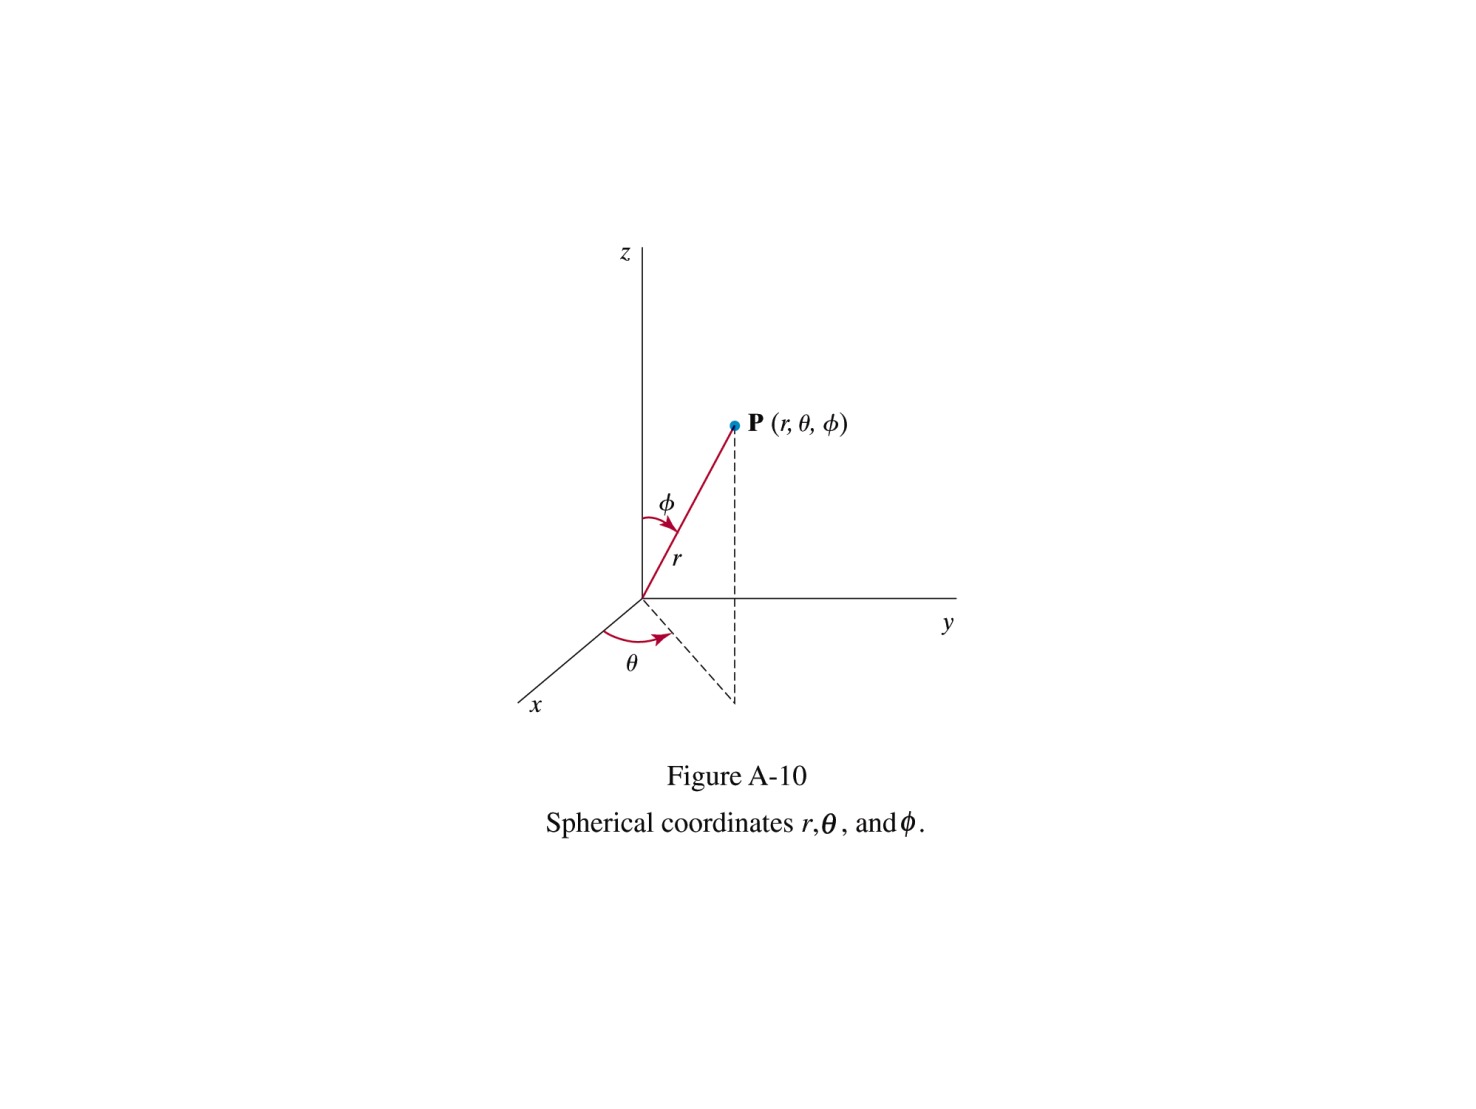 z
P (r, θ, ϕ)
ϕ
r
y
θ
x
Figure A-10
Spherical coordinates r,θ, and ϕ.